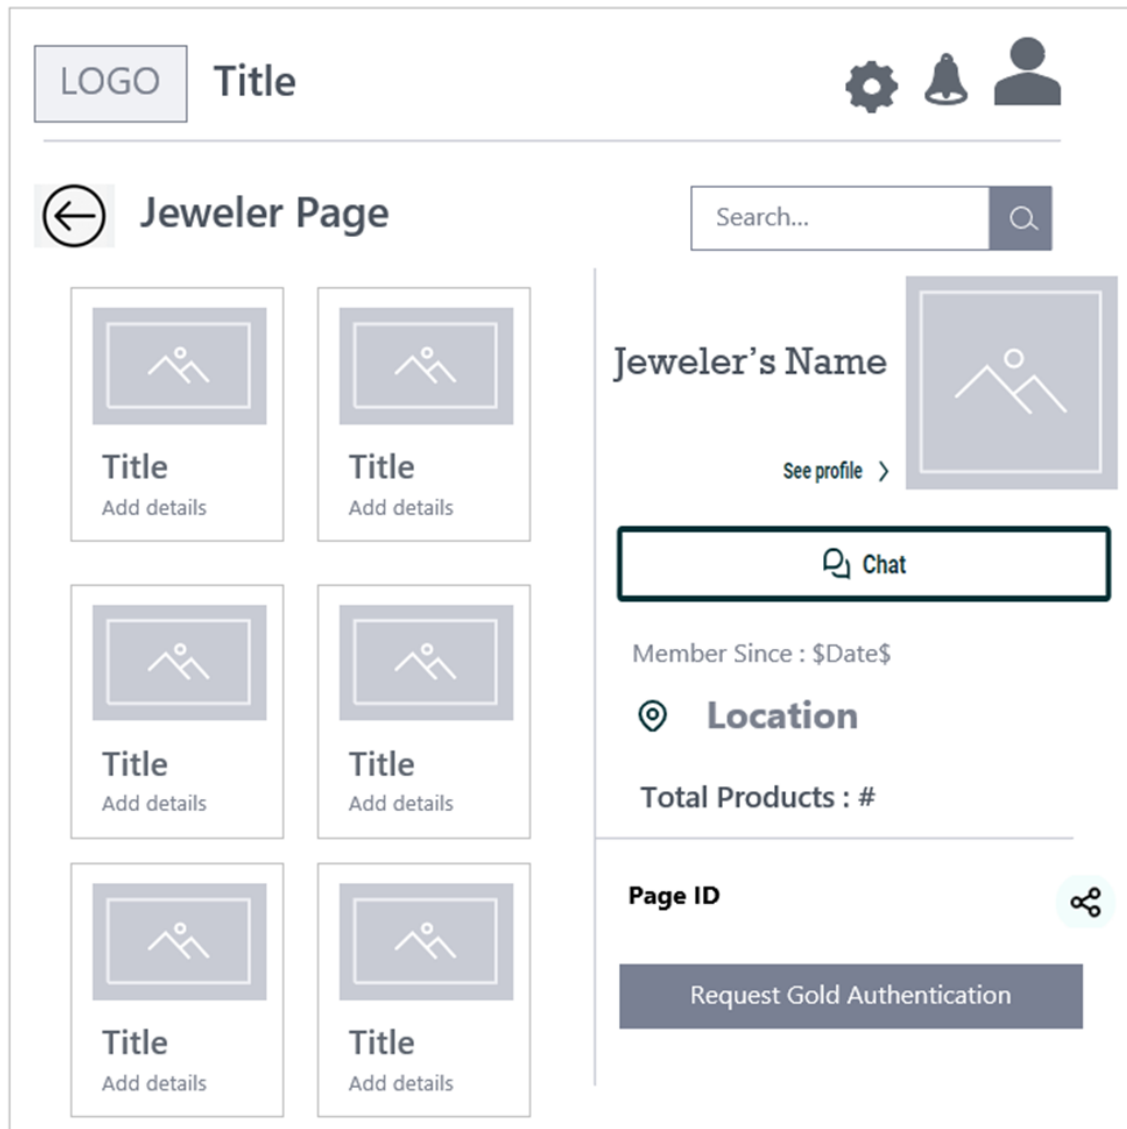 LOGO
Title
Jeweler Page
Search...
Title
Add details
Title
Add details
Title
Add details
Title
Add details
Title
Add details
Title
Add details
Jeweler's Name
See profile
Chat
Member Since : $Date$
Location
Total Products : #
Page ID
Request Gold Authentication